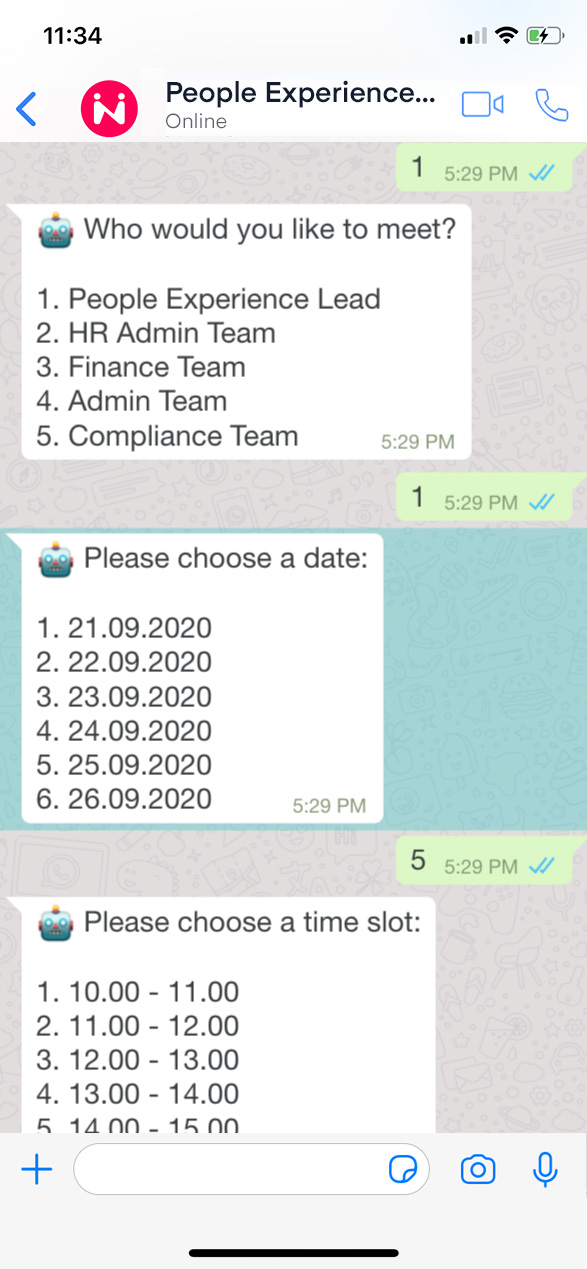 11:34
People Experience...
Online
1 5:29 PM
Who would you like to meet?
1. People Experience Lead
2. HR Admin Team
3. Finance Team
4. Admin Team
5. Compliance Team
5:29 PM
1 5:29 PM
Please choose a date:
1. 21.09.2020
2. 22.09.2020
3. 23.09.2020
4. 24.09.2020
5. 25.09.2020
6. 26.09.2020
5:29 PM
5 5:29 PM
Please choose a time slot:
1. 10.00 - 11.00
2. 11.00 - 12.00
3. 12.00 - 13.00
4. 13.00 - 14.00
5. 14.00 - 15.00